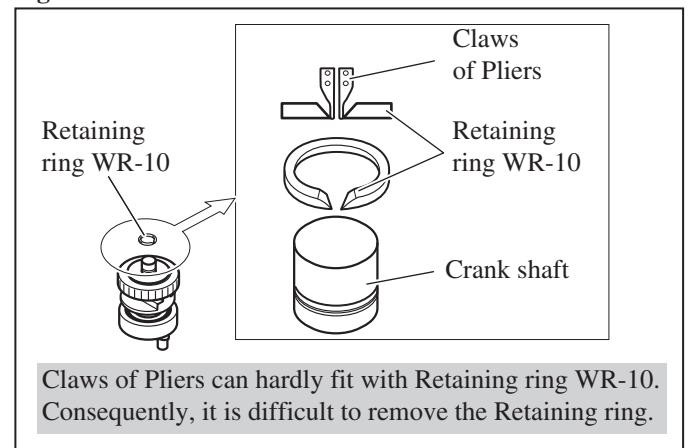 Claws
of Pliers
Retaining
ring WR-10
Retaining
ring WR-10
Crank shaft
Claws of Pliers can hardly fit with Retaining ring WR-10.
Consequently, it is difficult to remove the Retaining ring.